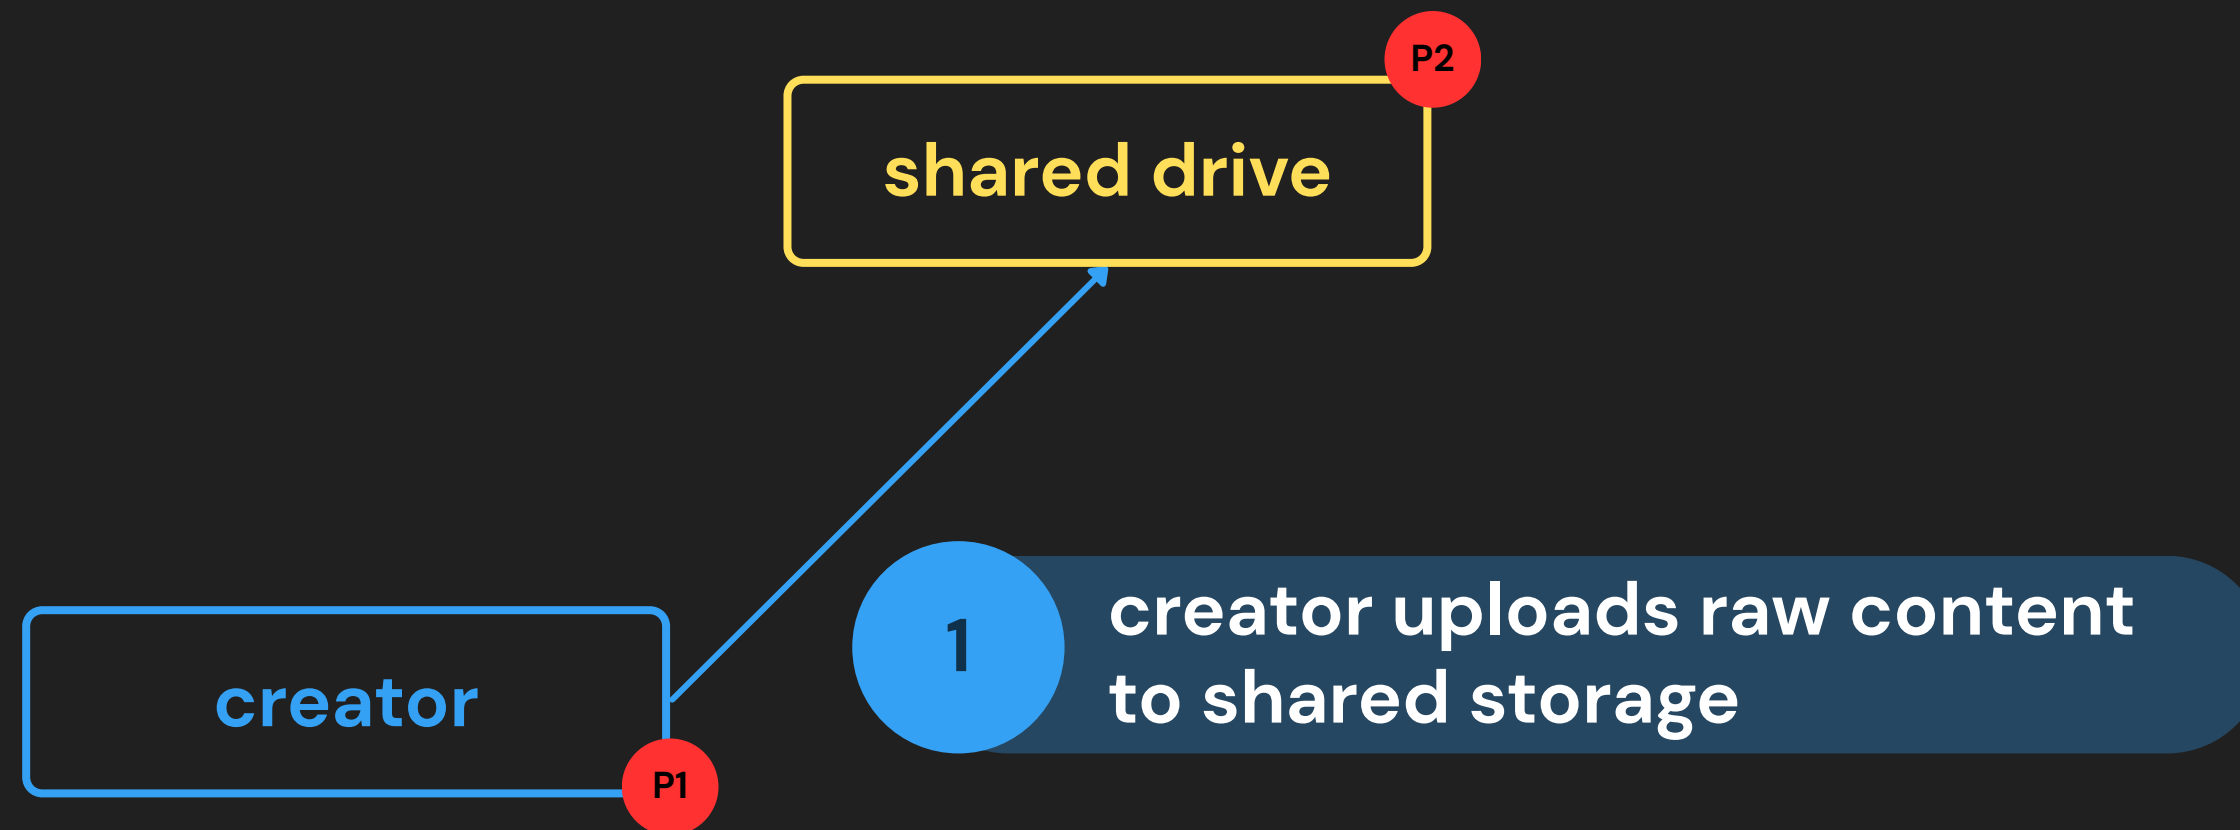 P2
shared drive
creator uploads raw content
1
to shared storage
creator
P1